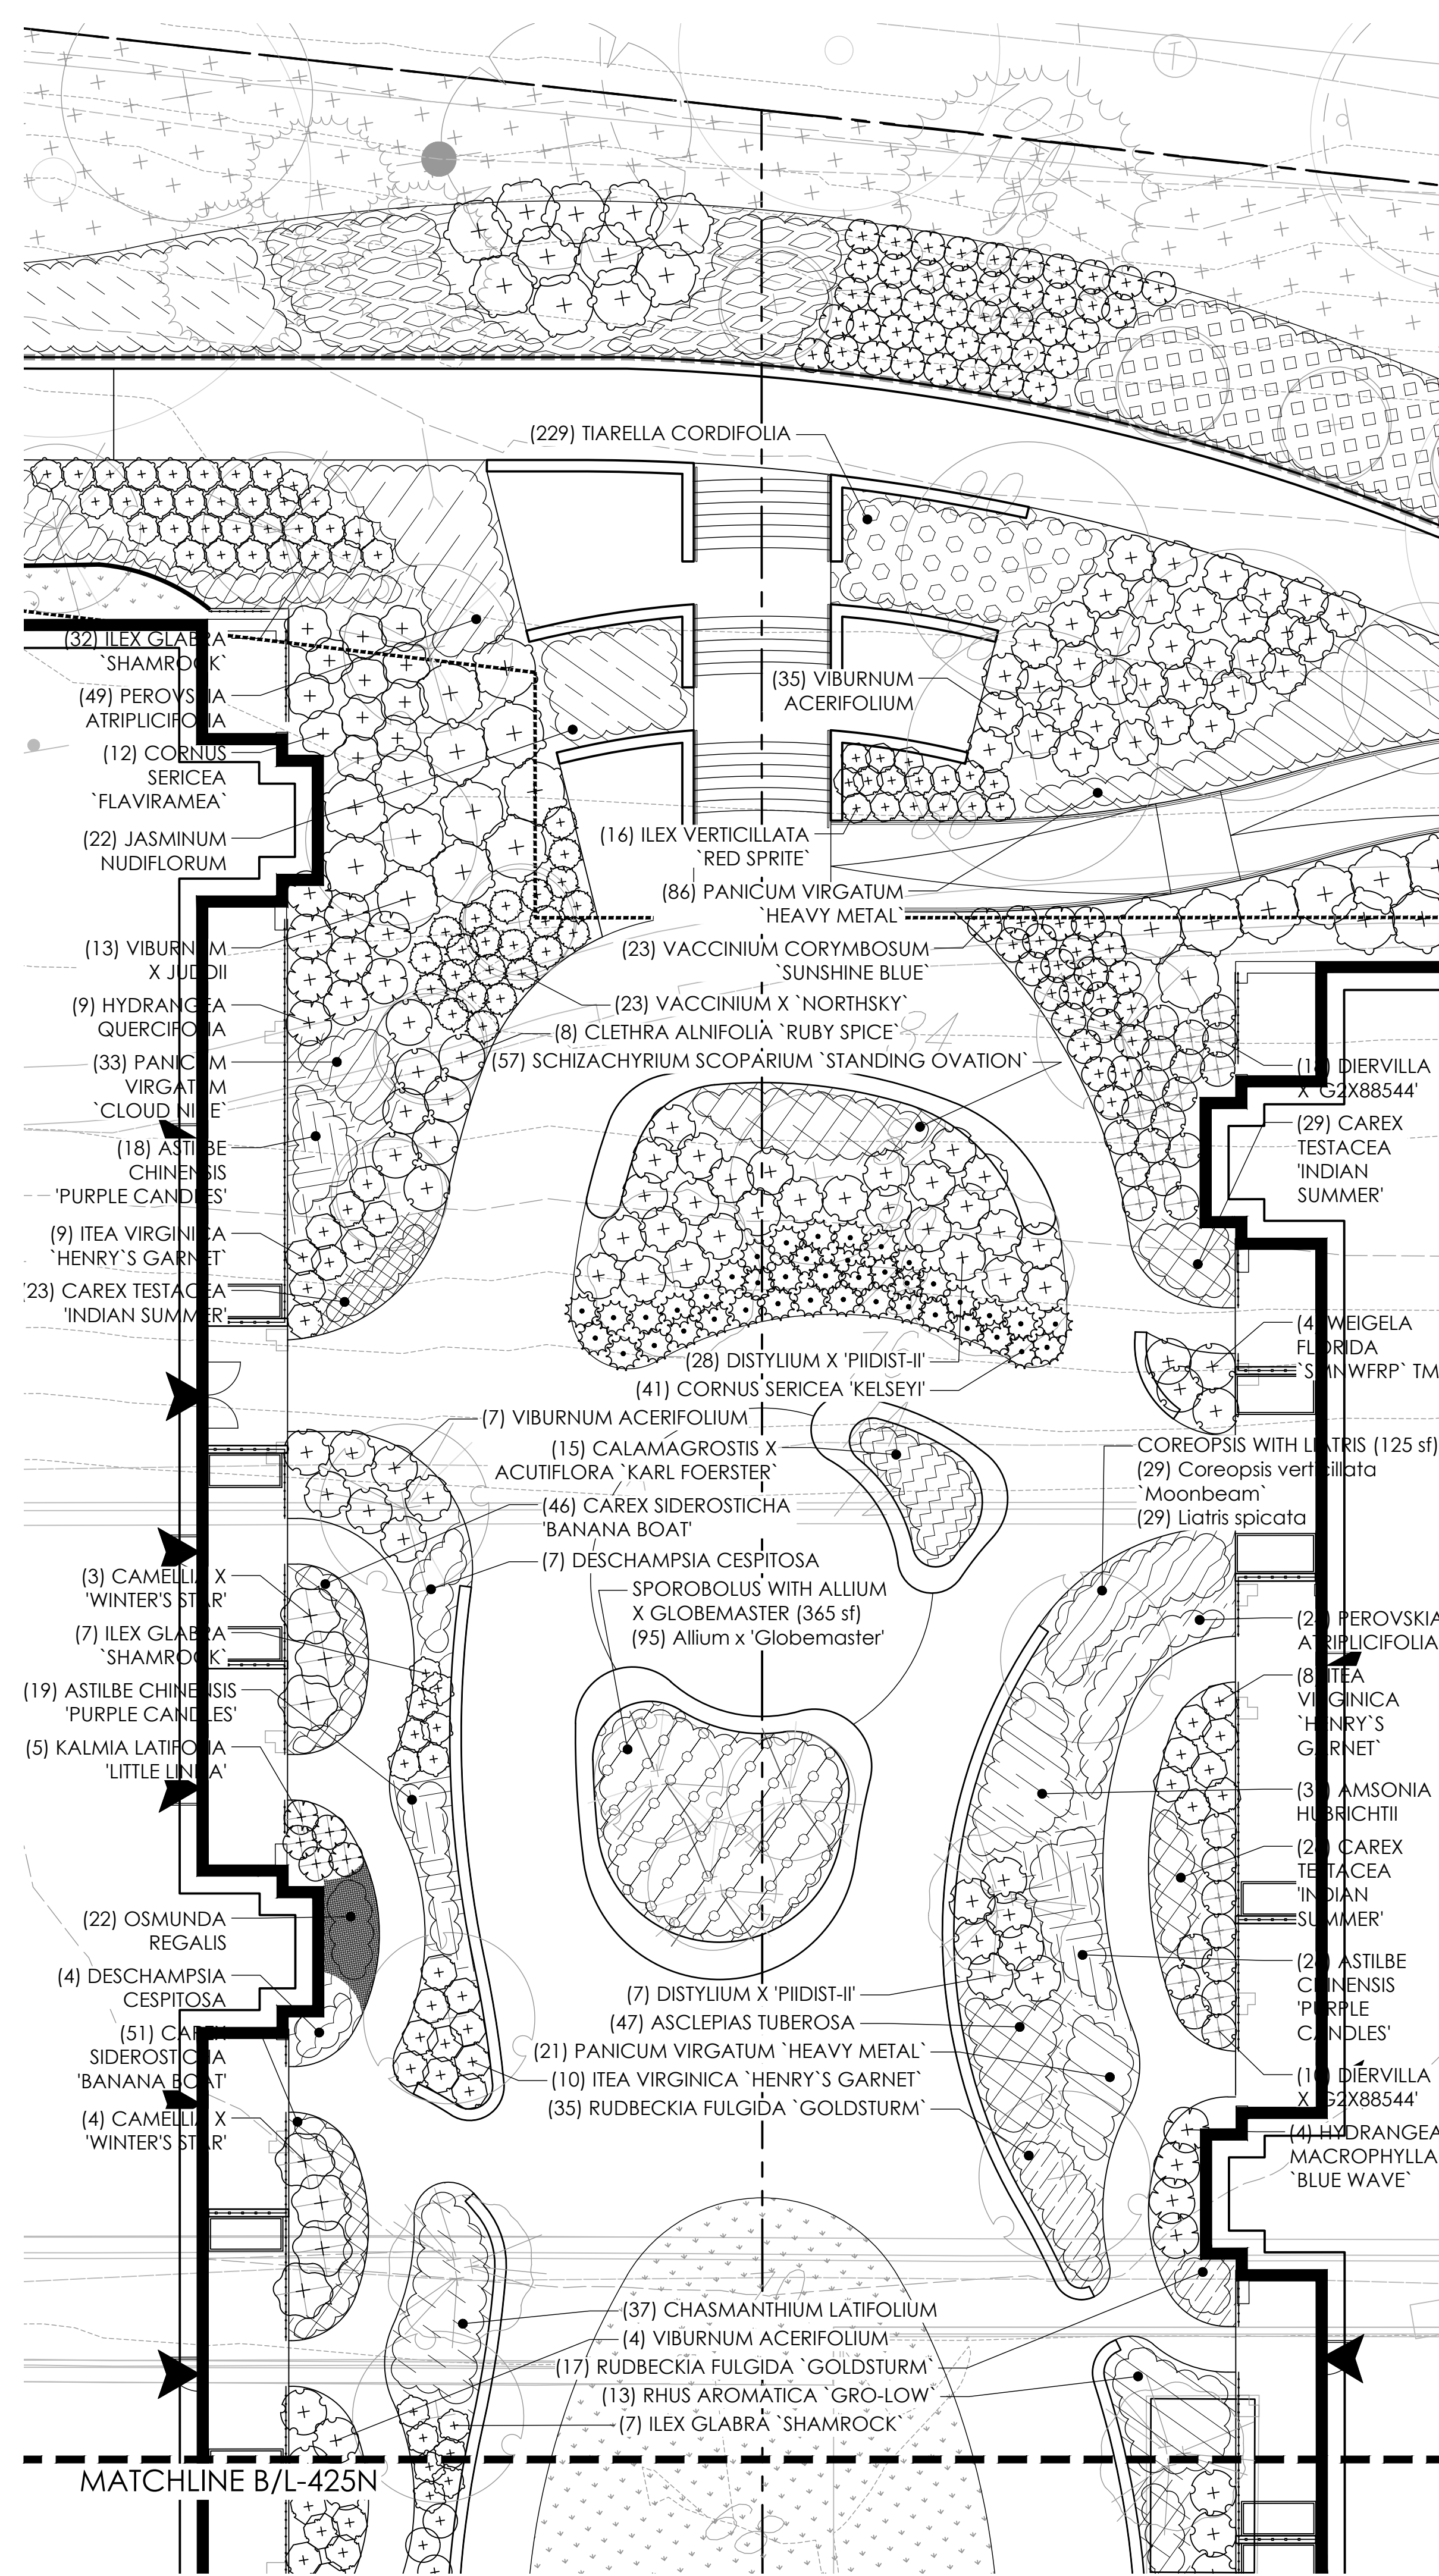 (229) TIARELLA CORDIFOLIA
(32) ILEX GLABRA
`SHAMROCK`
(49) PEROVSKIA
ATRIPLICIFOLIA
(12) CORNUS
SERICEA
`FLAVIRAMEA`
(22) JASMINUM
NUDIFLORUM
(35) VIBURNUM
ACERIFOLIUM
(16) ILEX VERTICILLATA
`RED SPRITE`
(86) PANICUM VIRGATUM
`HEAVY METAL`
(13) VIBURNUM
X JUDDII
(9) HYDRANGEA
QUERCIFOLIA
(33) PANICUM
VIRGATUM
`CLOUD NINE`
(18) ASTILBE
CHINENSIS
'PURPLE CANDLES'
(9) ITEA VIRGINICA
`HENRY`S GARNET`
(23) CAREX TESTACEA
'INDIAN SUMMER'
(23) VACCINIUM CORYMBOSUM
`SUNSHINE BLUE`
(23) VACCINIUM X `NORTHSKY`
(8) CLETHRA ALNIFOLIA `RUBY SPICE`
(57) SCHIZACHYRIUM SCOPARIUM `STANDING OVATION`
DIERVILLA
X 'G2X88544'
(29) CAREX
TESTACEA
'INDIAN
SUMMER'
(28) DISTYLIUM X 'PIIDIST-II'
(41) CORNUS SERICEA 'KELSEYI'
(4) WEIGELA
FLORIDA
`SMNWFRP` TM
(7) VIBURNUM ACERIFOLIUM
(15) CALAMAGROSTIS X
ACUTIFLORA `KARL FOERSTER`
(46) CAREX SIDEROSTICHA
'BANANA BOAT'
(7) DESCHAMPSIA CESPITOSA
SPOROBOLUS WITH ALLIUM
X GLOBEMASTER (365 sf)
(95) Allium x 'Globemaster'
COREOPSIS WITH LIATRIS (125 sf)
(29) Coreopsis verticillata
`Moonbeam`
(29) Liatris spicata
(3) CAMELLIA X
'WINTER'S STAR'
(7) ILEX GLABRA
`SHAMROCK`
(19) ASTILBE CHINENSIS
'PURPLE CANDLES'
(5) KALMIA LATIFOLIA
'LITTLE LINDA'
PEROVSKIA
ATRIPLICIFOLIA
(8) ITEA
VIRGINICA
`HENRY`S
GARNET`
AMSONIA
HUBRICHTII
CAREX
TESTACEA
'INDIAN
SUMMER'
(22) OSMUNDA
REGALIS
(4) DESCHAMPSIA
CESPITOSA
(51) CAREX
SIDEROSTICHA
'BANANA BOAT'
(4) CAMELLIA X
'WINTER'S STAR'
(7) DISTYLIUM X 'PIIDIST-II'
(47) ASCLEPIAS TUBEROSA
(21) PANICUM VIRGATUM `HEAVY METAL`
(10) ITEA VIRGINICA `HENRY`S GARNET`
(35) RUDBECKIA FULGIDA `GOLDSTURM`
ASTILBE
CHINENSIS
'PURPLE
CANDLES'
DIERVILLA
X 'G2X88544'
(4) HYDRANGEA
MACROPHYLLA
`BLUE WAVE`
(37) CHASMANTHIUM LATIFOLIUM
(4) VIBURNUM ACERIFOLIUM
(17) RUDBECKIA FULGIDA `GOLDSTURM`
(13) RHUS AROMATICA `GRO-LOW`
(7) ILEX GLABRA `SHAMROCK`
MATCHLINE B/L-425N